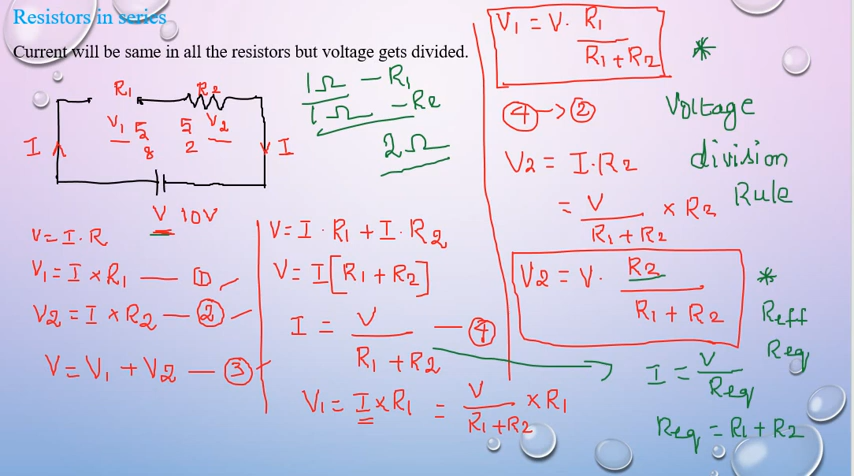 Resistors in series
Current will be same in all the resistors but voltage gets divided.
R1 R2
V1 5 5 V2
8 2
I I
V 10V
1Ω – R1
1Ω – R2
2Ω
V = I · R
V1 = I × R1 — ①
V2 = I × R2 — ②
V = V1 + V2 — ③
V = I · R1 + I · R2
V = I [R1 + R2]
I = V / R1 + R2 — ④
V1 = I × R1 = V / R1 + R2 × R1
V1 = V · R1 / R1 + R2
④ → ②
V2 = I · R2
= V / R1 + R2 × R2
V2 = V · R2 / R1 + R2
*
Voltage
division
Rule
*
Reff
Req
I = V / Req
Req = R1 + R2